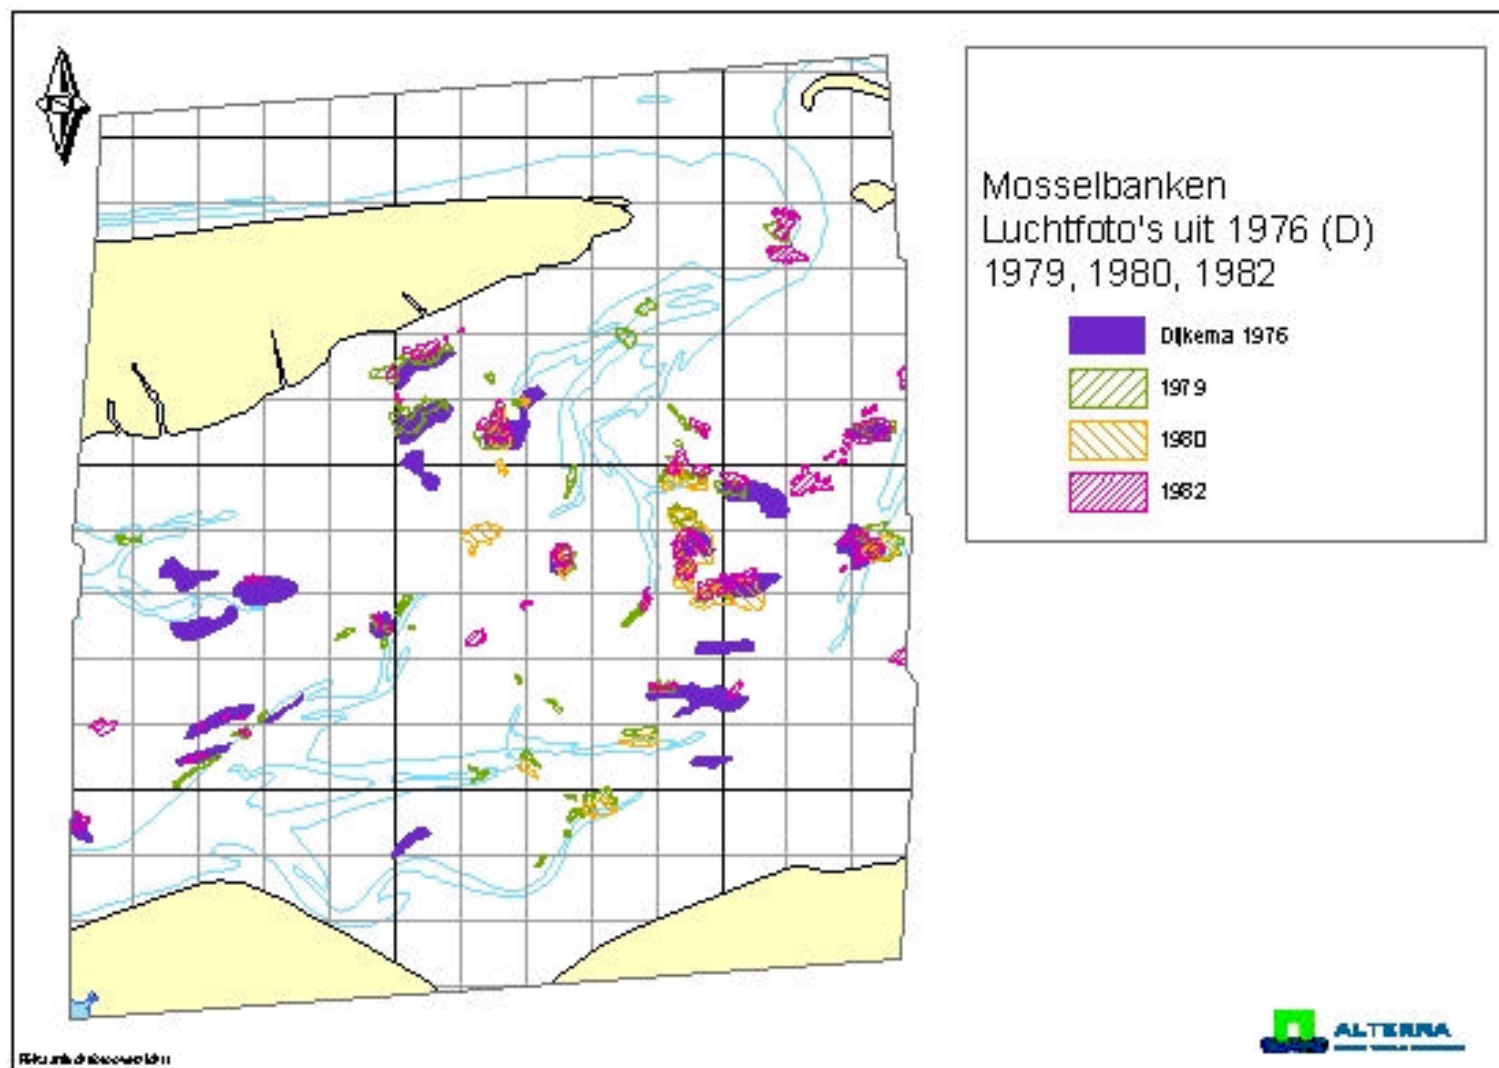 Mosselbanken
Luchtfoto's uit 1976 (D)
1979, 1980, 1982
Dijkema 1976
1979
1980
1982
ALTERRA